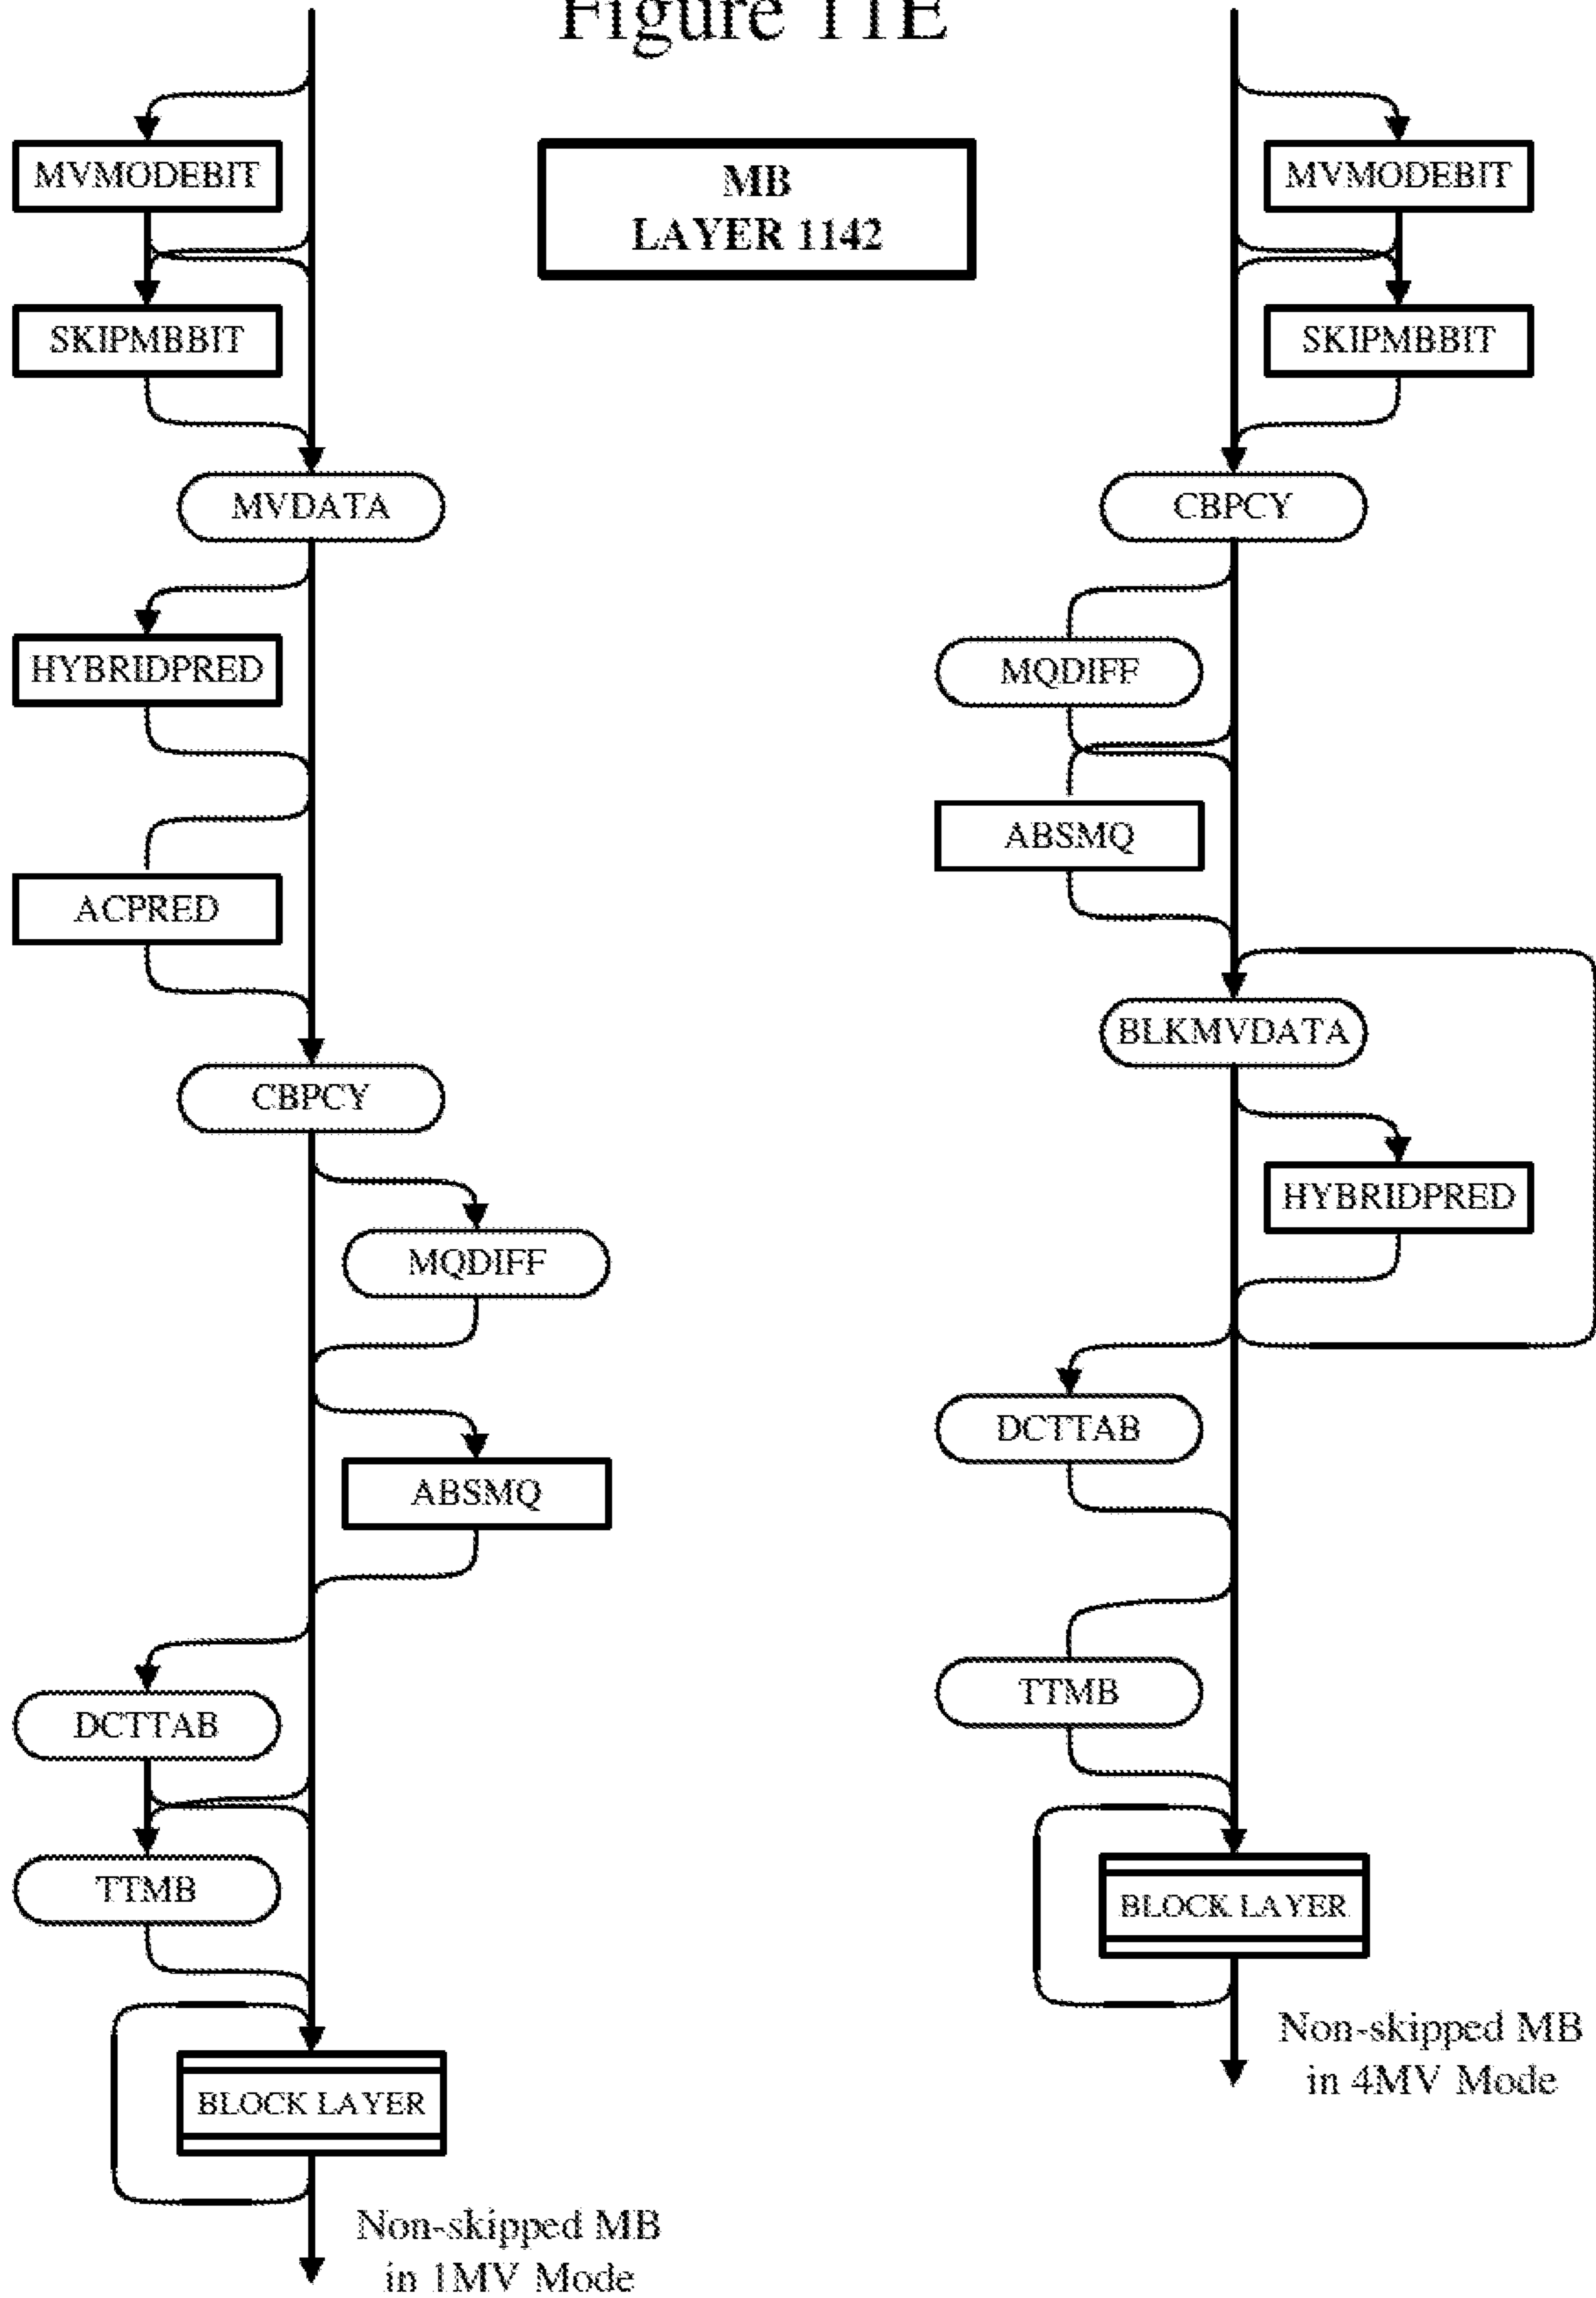 Figure 11E
MB
LAYER 1142
MVMODEBIT
SKIPMBBIT
MVDATA
HYBRIDPRED
ACPRED
CBPCY
MQDIFF
ABSMQ
DCTTAB
TTMB
BLOCK LAYER
Non-skipped MB
in 1MV Mode
MVMODEBIT
SKIPMBBIT
CBPCY
MQDIFF
ABSMQ
BLKMVDATA
HYBRIDPRED
DCTTAB
TTMB
BLOCK LAYER
Non-skipped MB
in 4MV Mode